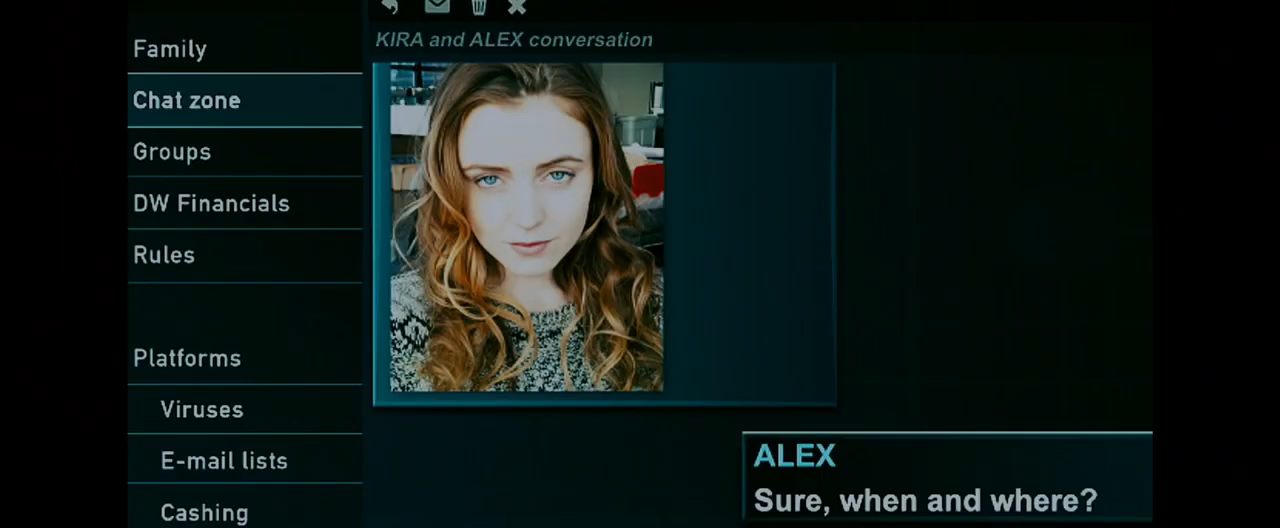 Family
Chat zone
Groups
DW Financials
Rules
Platforms
Viruses
E-mail lists
Cashing
KIRA and ALEX conversation
ALEX
Sure, when and where?